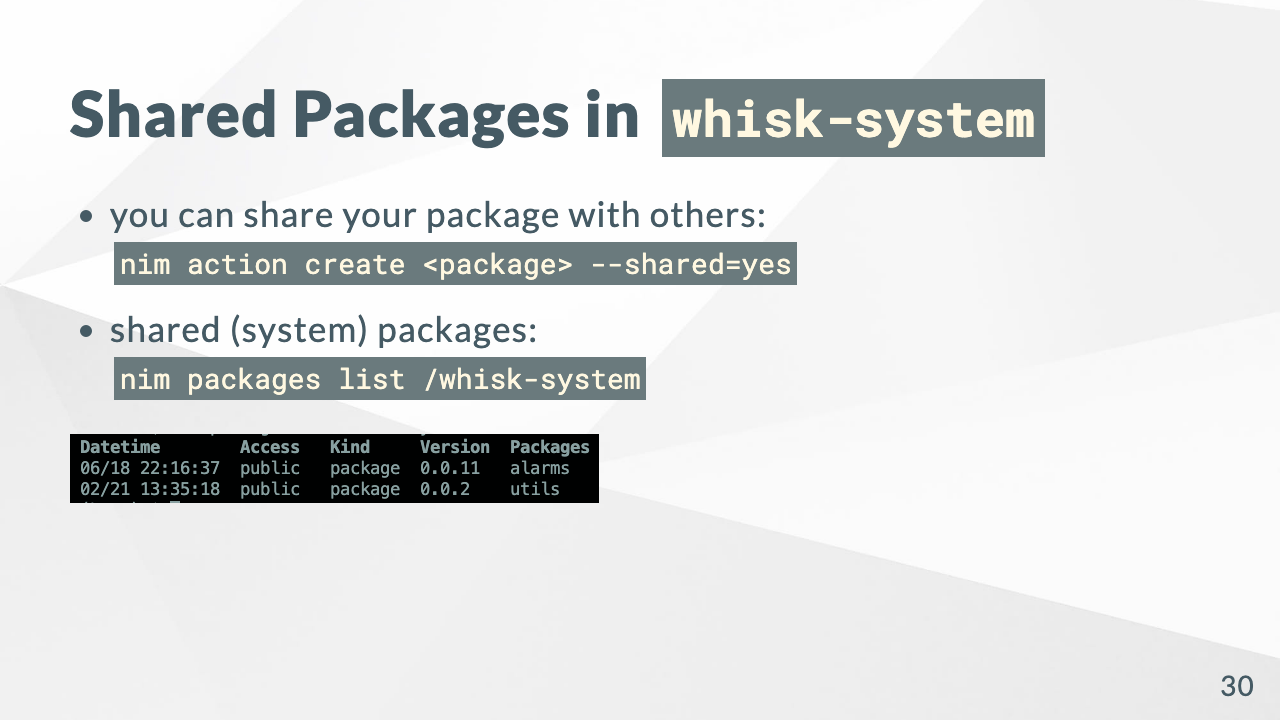 Shared Packages in whisk-system
you can share your package with others:
nim action create <package> --shared=yes
shared (system) packages:
nim packages list /whisk-system
Datetime Access Kind Version Packages
06/18 22:16:37 public package 0.0.11 alarms
02/21 13:35:18 public package 0.0.2 utils
30